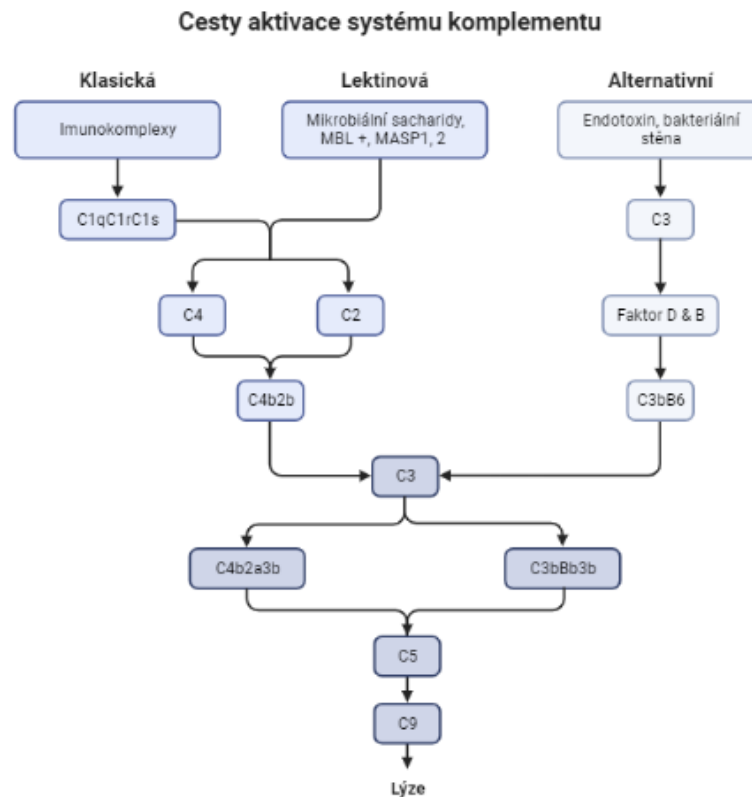 Cesty aktivace systému komplementu
Klasická
Lektinová
Alternativní
Imunokomplexy
Mikrobiální sacharidy,
MBL +, MASP1, 2
Endotoxin, bakteriální
stěna
C1qC1rC1s
C3
C4
C2
Faktor D & B
C4b2b
C3bB6
C3
C4b2a3b
C3bBb3b
C5
C9
Lýze